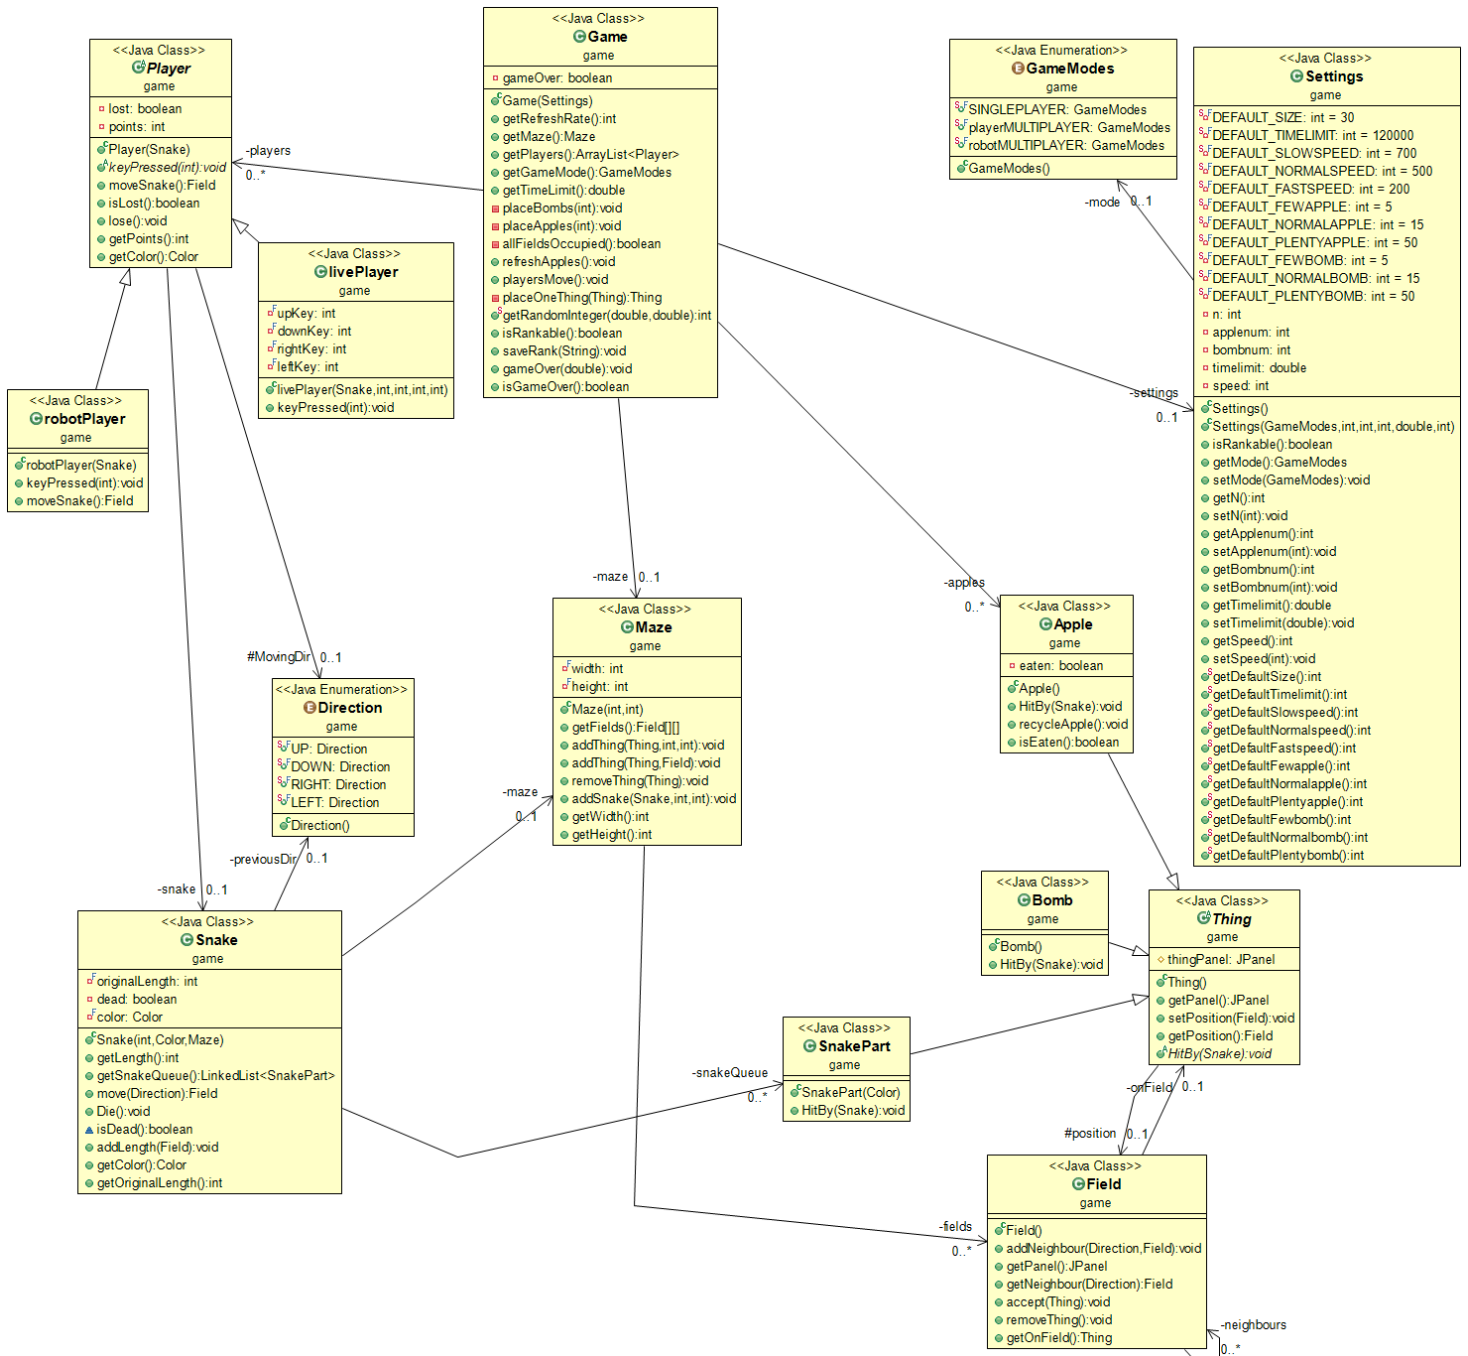 <<Java Class>>
Player
game
lost: boolean
points: int
Player(Snake)
keyPressed(int):void
moveSnake():Field
isLost():boolean
lose():void
getPoints():int
getColor():Color
<<Java Class>>
Game
game
gameOver: boolean
Game(Settings)
getRefreshRate():int
getMaze():Maze
getPlayers():ArrayList<Player>
getGameMode():GameModes
getTimeLimit():double
placeBombs(int):void
placeApples(int):void
allFieldsOccupied():boolean
refreshApples():void
playersMove():void
placeOneThing(Thing):Thing
getRandomInteger(double,double):int
isRankable():boolean
saveRank(String):void
gameOver(double):void
isGameOver():boolean
<<Java Enumeration>>
GameModes
game
SINGLEPLAYER: GameModes
playerMULTIPLAYER: GameModes
robotMULTIPLAYER: GameModes
GameModes()
<<Java Class>>
Settings
game
DEFAULT_SIZE: int = 30
DEFAULT_TIMELIMIT: int = 120000
DEFAULT_SLOWSPEED: int = 700
DEFAULT_NORMALSPEED: int = 500
DEFAULT_FASTSPEED: int = 200
DEFAULT_FEWAPPLE: int = 5
DEFAULT_NORMALAPPLE: int = 15
DEFAULT_PLENTYAPPLE: int = 50
DEFAULT_FEWBOMB: int = 5
DEFAULT_NORMALBOMB: int = 15
DEFAULT_PLENTYBOMB: int = 50
n: int
applenum: int
bombnum: int
timelimit: double
speed: int
Settings()
Settings(GameModes,int,int,int,double,int)
isRankable():boolean
getMode():GameModes
setMode(GameModes):void
getN():int
setN(int):void
getApplenum():int
setApplenum(int):void
getBombnum():int
setBombnum(int):void
getTimelimit():double
setTimelimit(double):void
getSpeed():int
setSpeed(int):void
getDefaultSize():int
getDefaultTimelimit():int
getDefaultSlowspeed():int
getDefaultNormalspeed():int
getDefaultFastspeed():int
getDefaultFewapple():int
getDefaultNormalapple():int
getDefaultPlentyapple():int
getDefaultFewbomb():int
getDefaultNormalbomb():int
getDefaultPlentybomb():int
-players
0..*
-mode 0..1
-settings
0..1
<<Java Class>>
livePlayer
game
upKey: int
downKey: int
rightKey: int
leftKey: int
livePlayer(Snake,int,int,int,int)
keyPressed(int):void
<<Java Class>>
robotPlayer
game
robotPlayer(Snake)
keyPressed(int):void
moveSnake():Field
-maze 0..1
-apples
0..*
#MovingDir 0..1
<<Java Class>>
Maze
game
width: int
height: int
Maze(int,int)
getFields():Field[][]
addThing(Thing,int,int):void
addThing(Thing,Field):void
removeThing(Thing):void
addSnake(Snake,int,int):void
getWidth():int
getHeight():int
<<Java Class>>
Apple
game
eaten: boolean
Apple()
HitBy(Snake):void
recycleApple():void
isEaten():boolean
<<Java Enumeration>>
Direction
game
UP: Direction
DOWN: Direction
RIGHT: Direction
LEFT: Direction
Direction()
-maze
0..1
-previousDir 0..1
-snake 0..1
<<Java Class>>
Snake
game
originalLength: int
dead: boolean
color: Color
Snake(int,Color,Maze)
getLength():int
getSnakeQueue():LinkedList<SnakePart>
move(Direction):Field
Die():void
isDead():boolean
addLength(Field):void
getColor():Color
getOriginalLength():int
<<Java Class>>
Bomb
game
Bomb()
HitBy(Snake):void
<<Java Class>>
Thing
game
thingPanel: JPanel
Thing()
getPanel():JPanel
setPosition(Field):void
getPosition():Field
HitBy(Snake):void
<<Java Class>>
SnakePart
game
SnakePart(Color)
HitBy(Snake):void
-snakeQueue
0..*
-onField 0..1
#position 0..1
<<Java Class>>
Field
game
Field()
addNeighbour(Direction,Field):void
getPanel():JPanel
getNeighbour(Direction):Field
accept(Thing):void
removeThing():void
getOnField():Thing
-fields
0..*
-neighbours
0..*